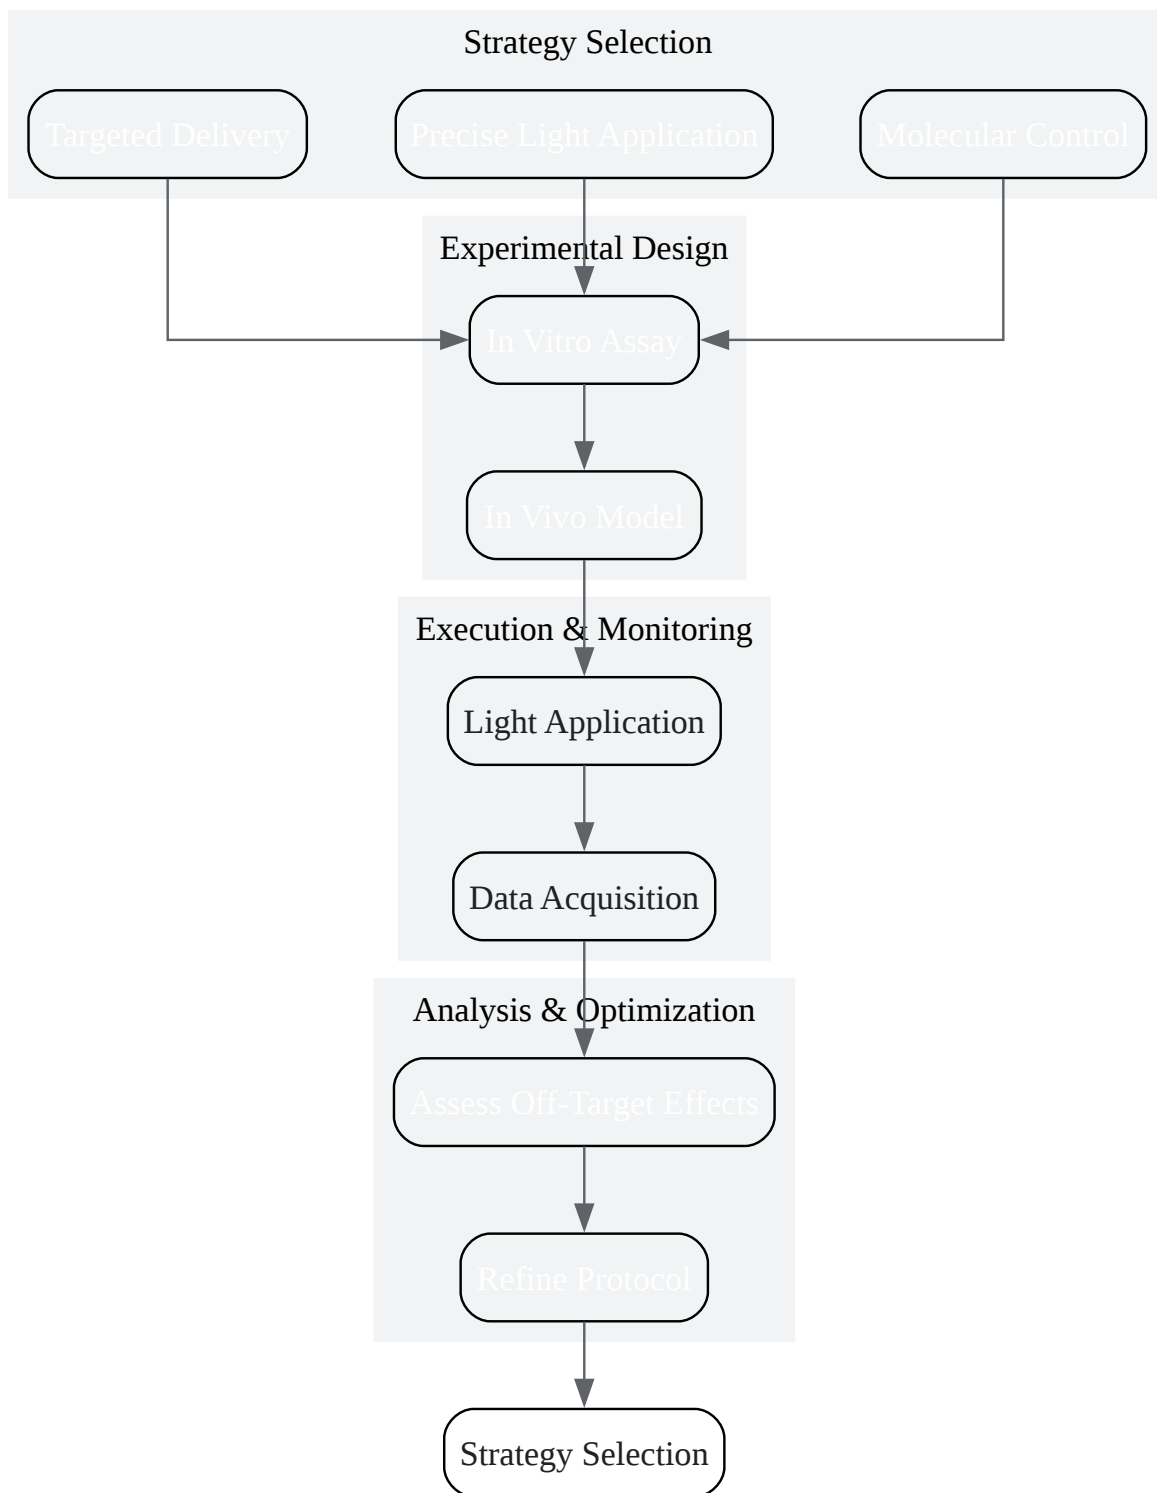 Strategy Selection
Targeted Delivery
Precise Light Application
Molecular Control
Experimental Design
In Vitro Assay
In Vivo Model
Execution & Monitoring
Light Application
Data Acquisition
Analysis & Optimization
Assess Off-Target Effects
Refine Protocol
Strategy Selection